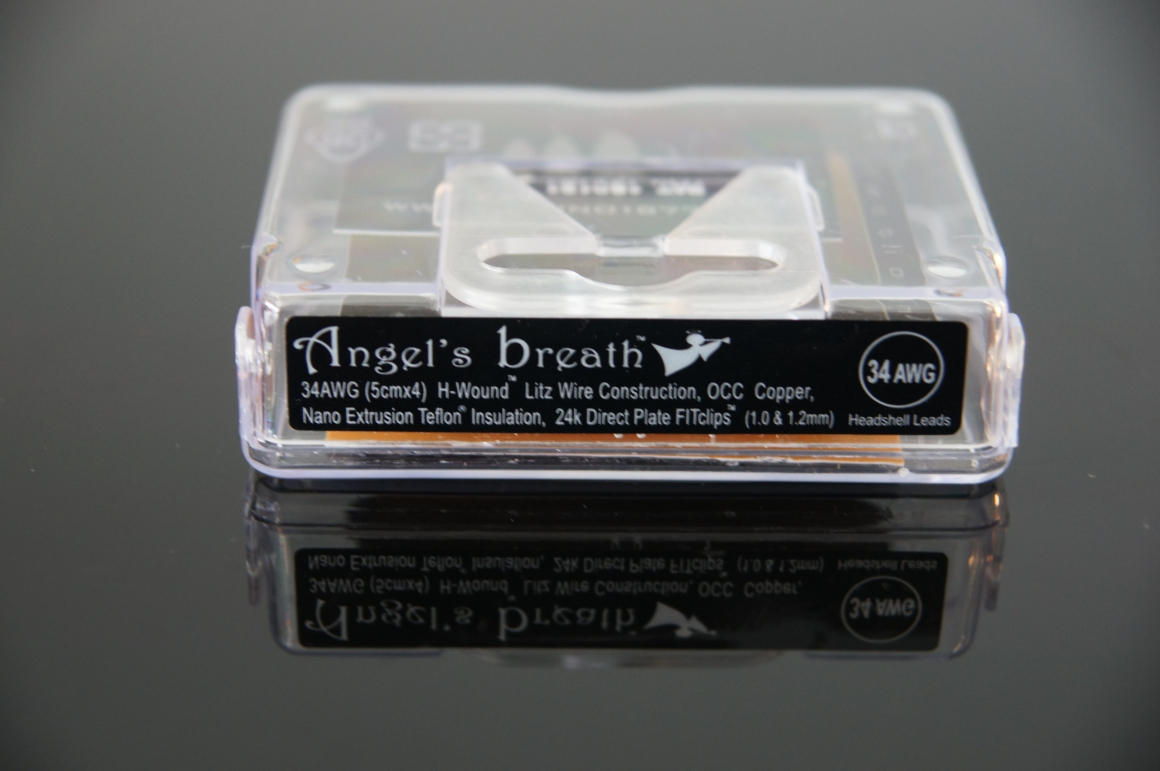 Angel's breath™
34AWG (5cmx4) H-Wound™ Litz Wire Construction, OCC Copper,
Nano Extrusion Teflon® Insulation, 24k Direct Plate FITclips™ (1.0 & 1.2mm)
34 AWG
Headshell Leads